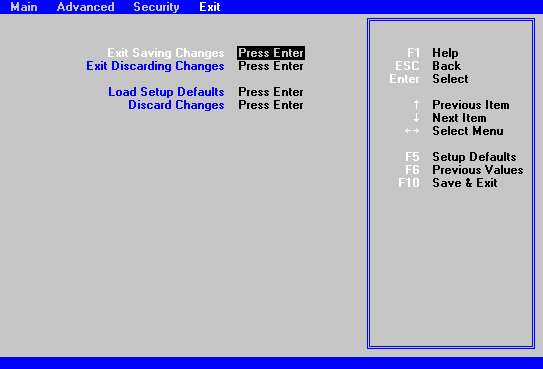 Main Advanced Security Exit
Exit Saving Changes Press Enter
Exit Discarding Changes Press Enter
Load Setup Defaults Press Enter
Discard Changes Press Enter
F1 Help
ESC Back
Enter Select
↑ Previous Item
↓ Next Item
↔ Select Menu
F5 Setup Defaults
F6 Previous Values
F10 Save & Exit